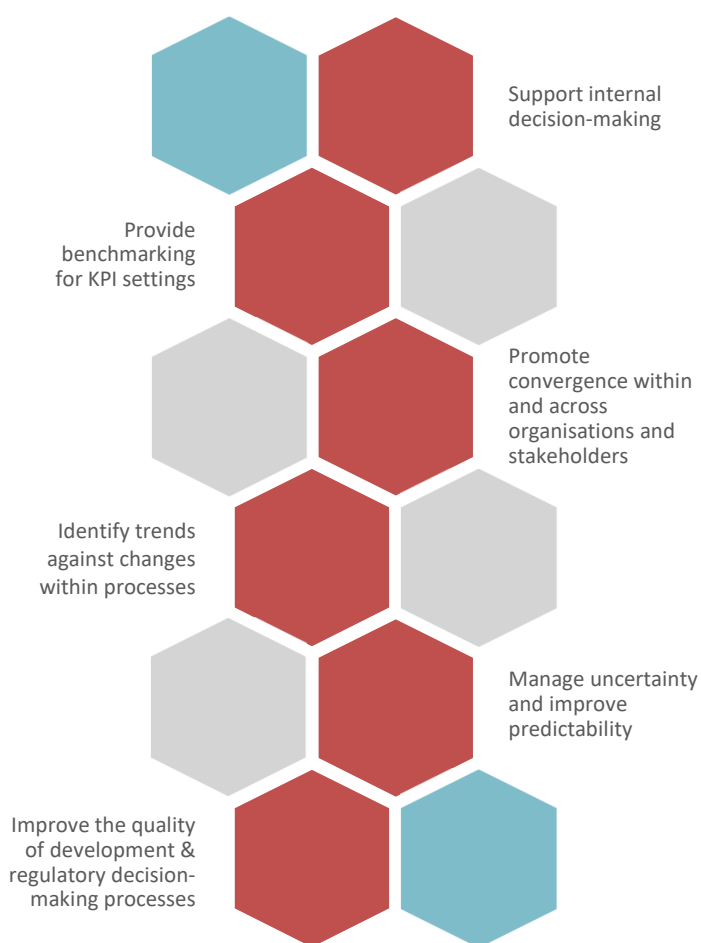 Support internal
decision-making
Provide
benchmarking
for KPI settings
Promote
convergence within
and across
organisations and
stakeholders
Identify trends
against changes
within processes
Manage uncertainty
and improve
predictability
Improve the quality
of development &
regulatory decision-
making processes